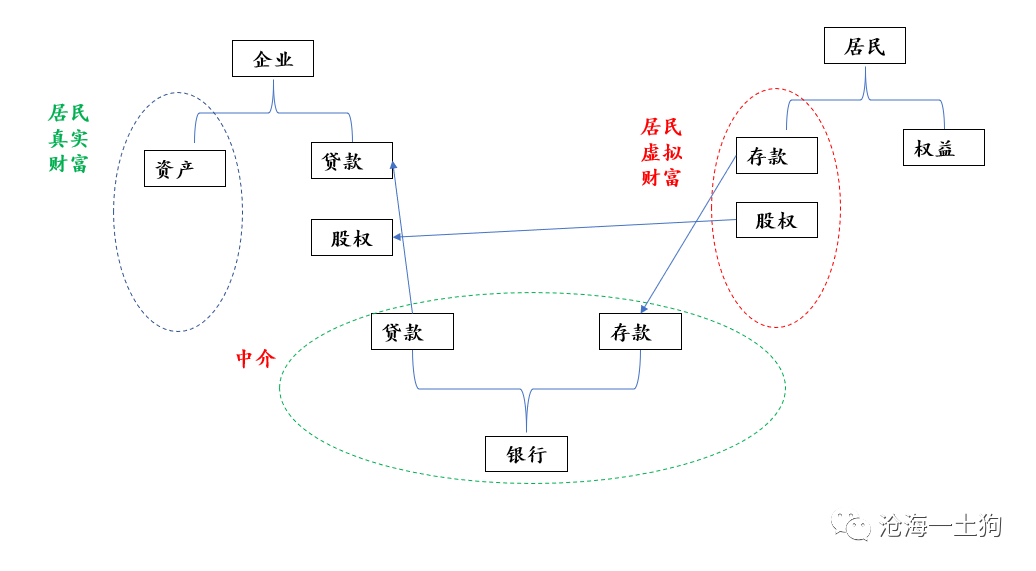 企业
居民
居民
真实
财富
资产
贷款
股权
居民
虚拟
财富
存款
股权
权益
贷款
存款
中介
银行
沧海一土狗